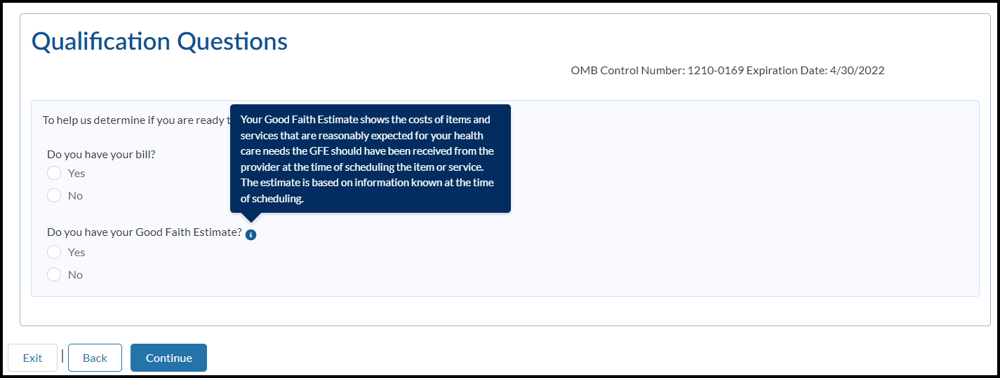 Qualification Questions
OMB Control Number: 1210-0169 Expiration Date: 4/30/2022
To help us determine if you are ready t
Your Good Faith Estimate shows the costs of items and
services that are reasonably expected for your health
care needs the GFE should have been received from the
provider at the time of scheduling the item or service.
The estimate is based on information known at the time
of scheduling.
Do you have your bill?
Yes
No
Do you have your Good Faith Estimate?
Yes
No
Exit | Back Continue